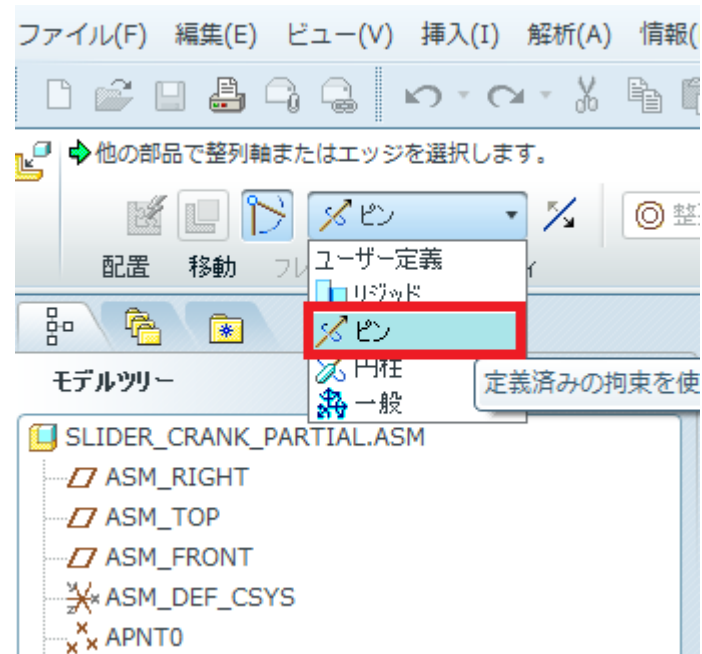 ファイル(F) 編集(E) ビュー(V) 挿入(I) 解析(A) 情報(
他の部品で整列軸またはエッジを選択します。
ピン
整
配置 移動 フレ
ユーザー定義
リジッド
ピン
円柱
一般
定義済みの拘束を使
モデルツリー
SLIDER_CRANK_PARTIAL.ASM
ASM_RIGHT
ASM_TOP
ASM_FRONT
ASM_DEF_CSYS
APNT0